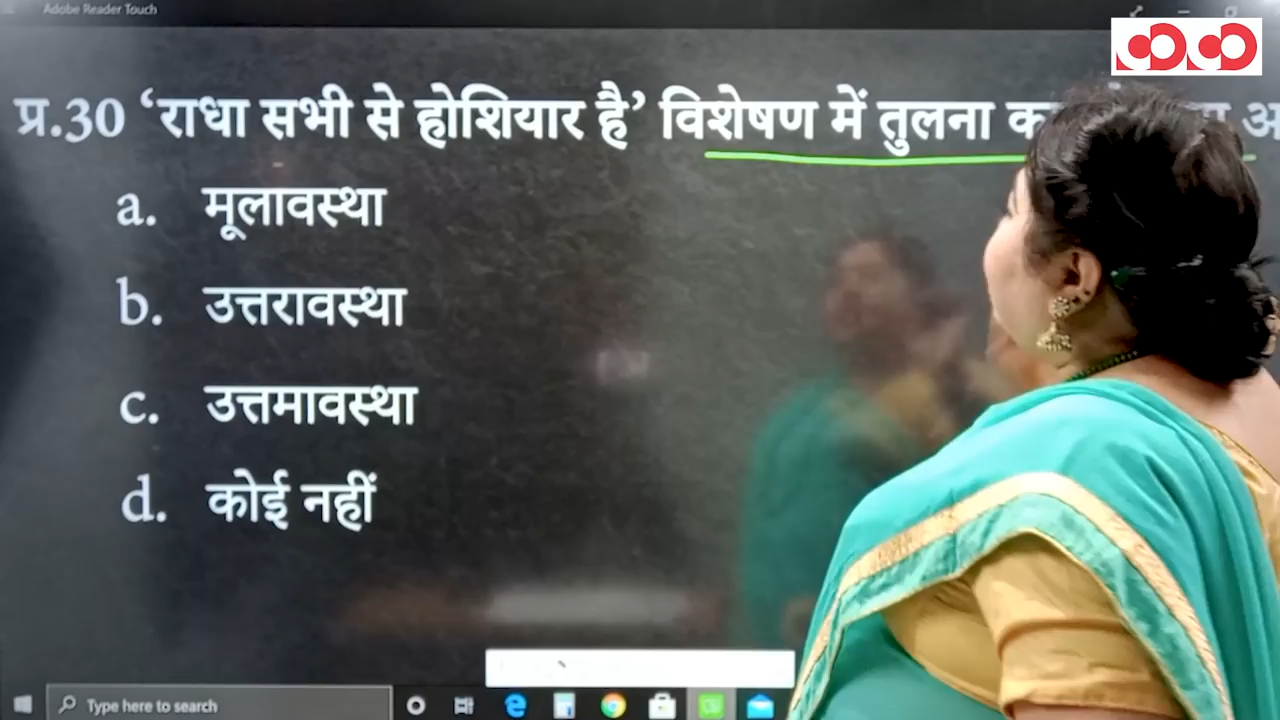 Adobe Reader Touch
प्र.30 ‘राधा सभी से होशियार है’ विशेषण में तुलना
a. मूलावस्था
b. उत्तरावस्था
c. उत्तमावस्था
d. कोई नहीं
Type here to search